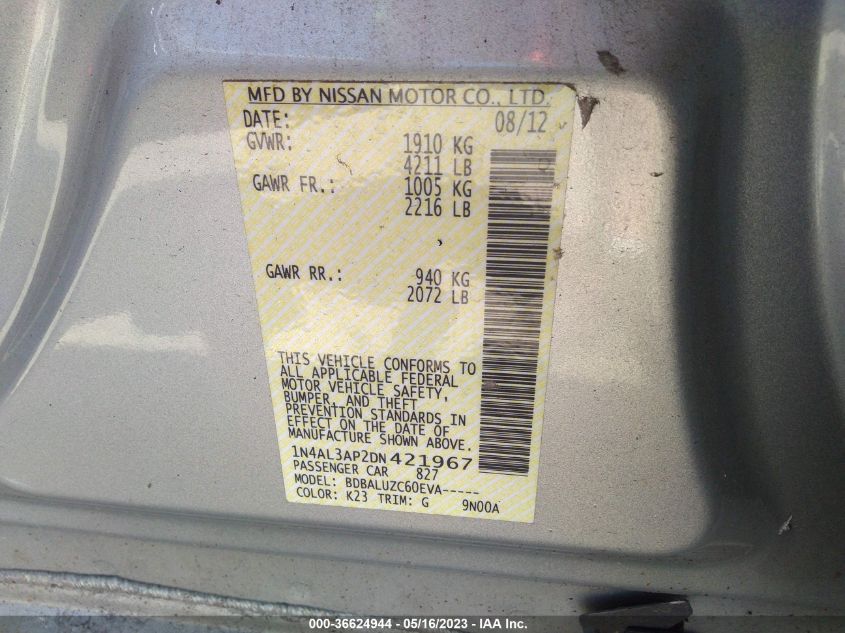 MFD BY NISSAN MOTOR CO., LTD.
DATE: 08/12
GVWR: 1910 KG
4211 LB
GAWR FR.: 1005 KG
2216 LB
GAWR RR.: 940 KG
2072 LB
THIS VEHICLE CONFORMS TO
ALL APPLICABLE FEDERAL
MOTOR VEHICLE SAFETY,
BUMPER, AND THEFT
PREVENTION STANDARDS IN
EFFECT ON THE DATE OF
MANUFACTURE SHOWN ABOVE.
1N4AL3AP2DN421967
PASSENGER CAR 827
MODEL: BDBALUZC60EVA-----
COLOR: K23 TRIM: G 9N00A
000-36624944 - 05/16/2023 - © IAA Inc.